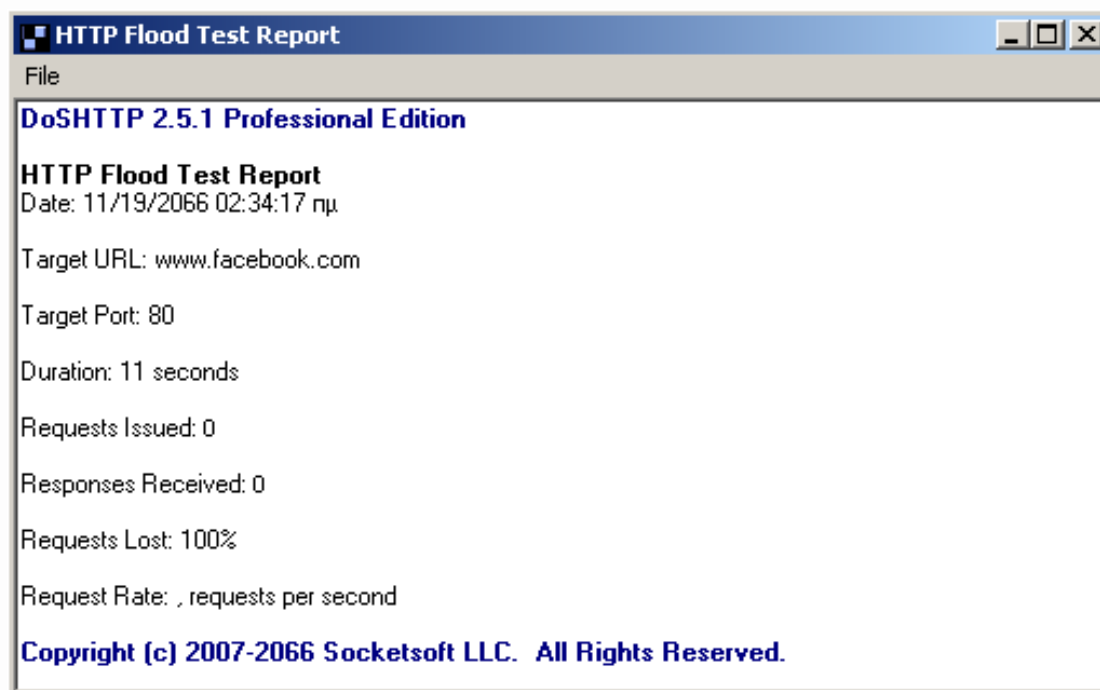 HTTP Flood Test Report
File
DoSHTTP 2.5.1 Professional Edition
HTTP Flood Test Report
Date: 11/19/2066 02:34:17 πμ
Target URL: www.facebook.com
Target Port: 80
Duration: 11 seconds
Requests Issued: 0
Responses Received: 0
Requests Lost: 100%
Request Rate: , requests per second
Copyright (c) 2007-2066 Socketsoft LLC.  All Rights Reserved.